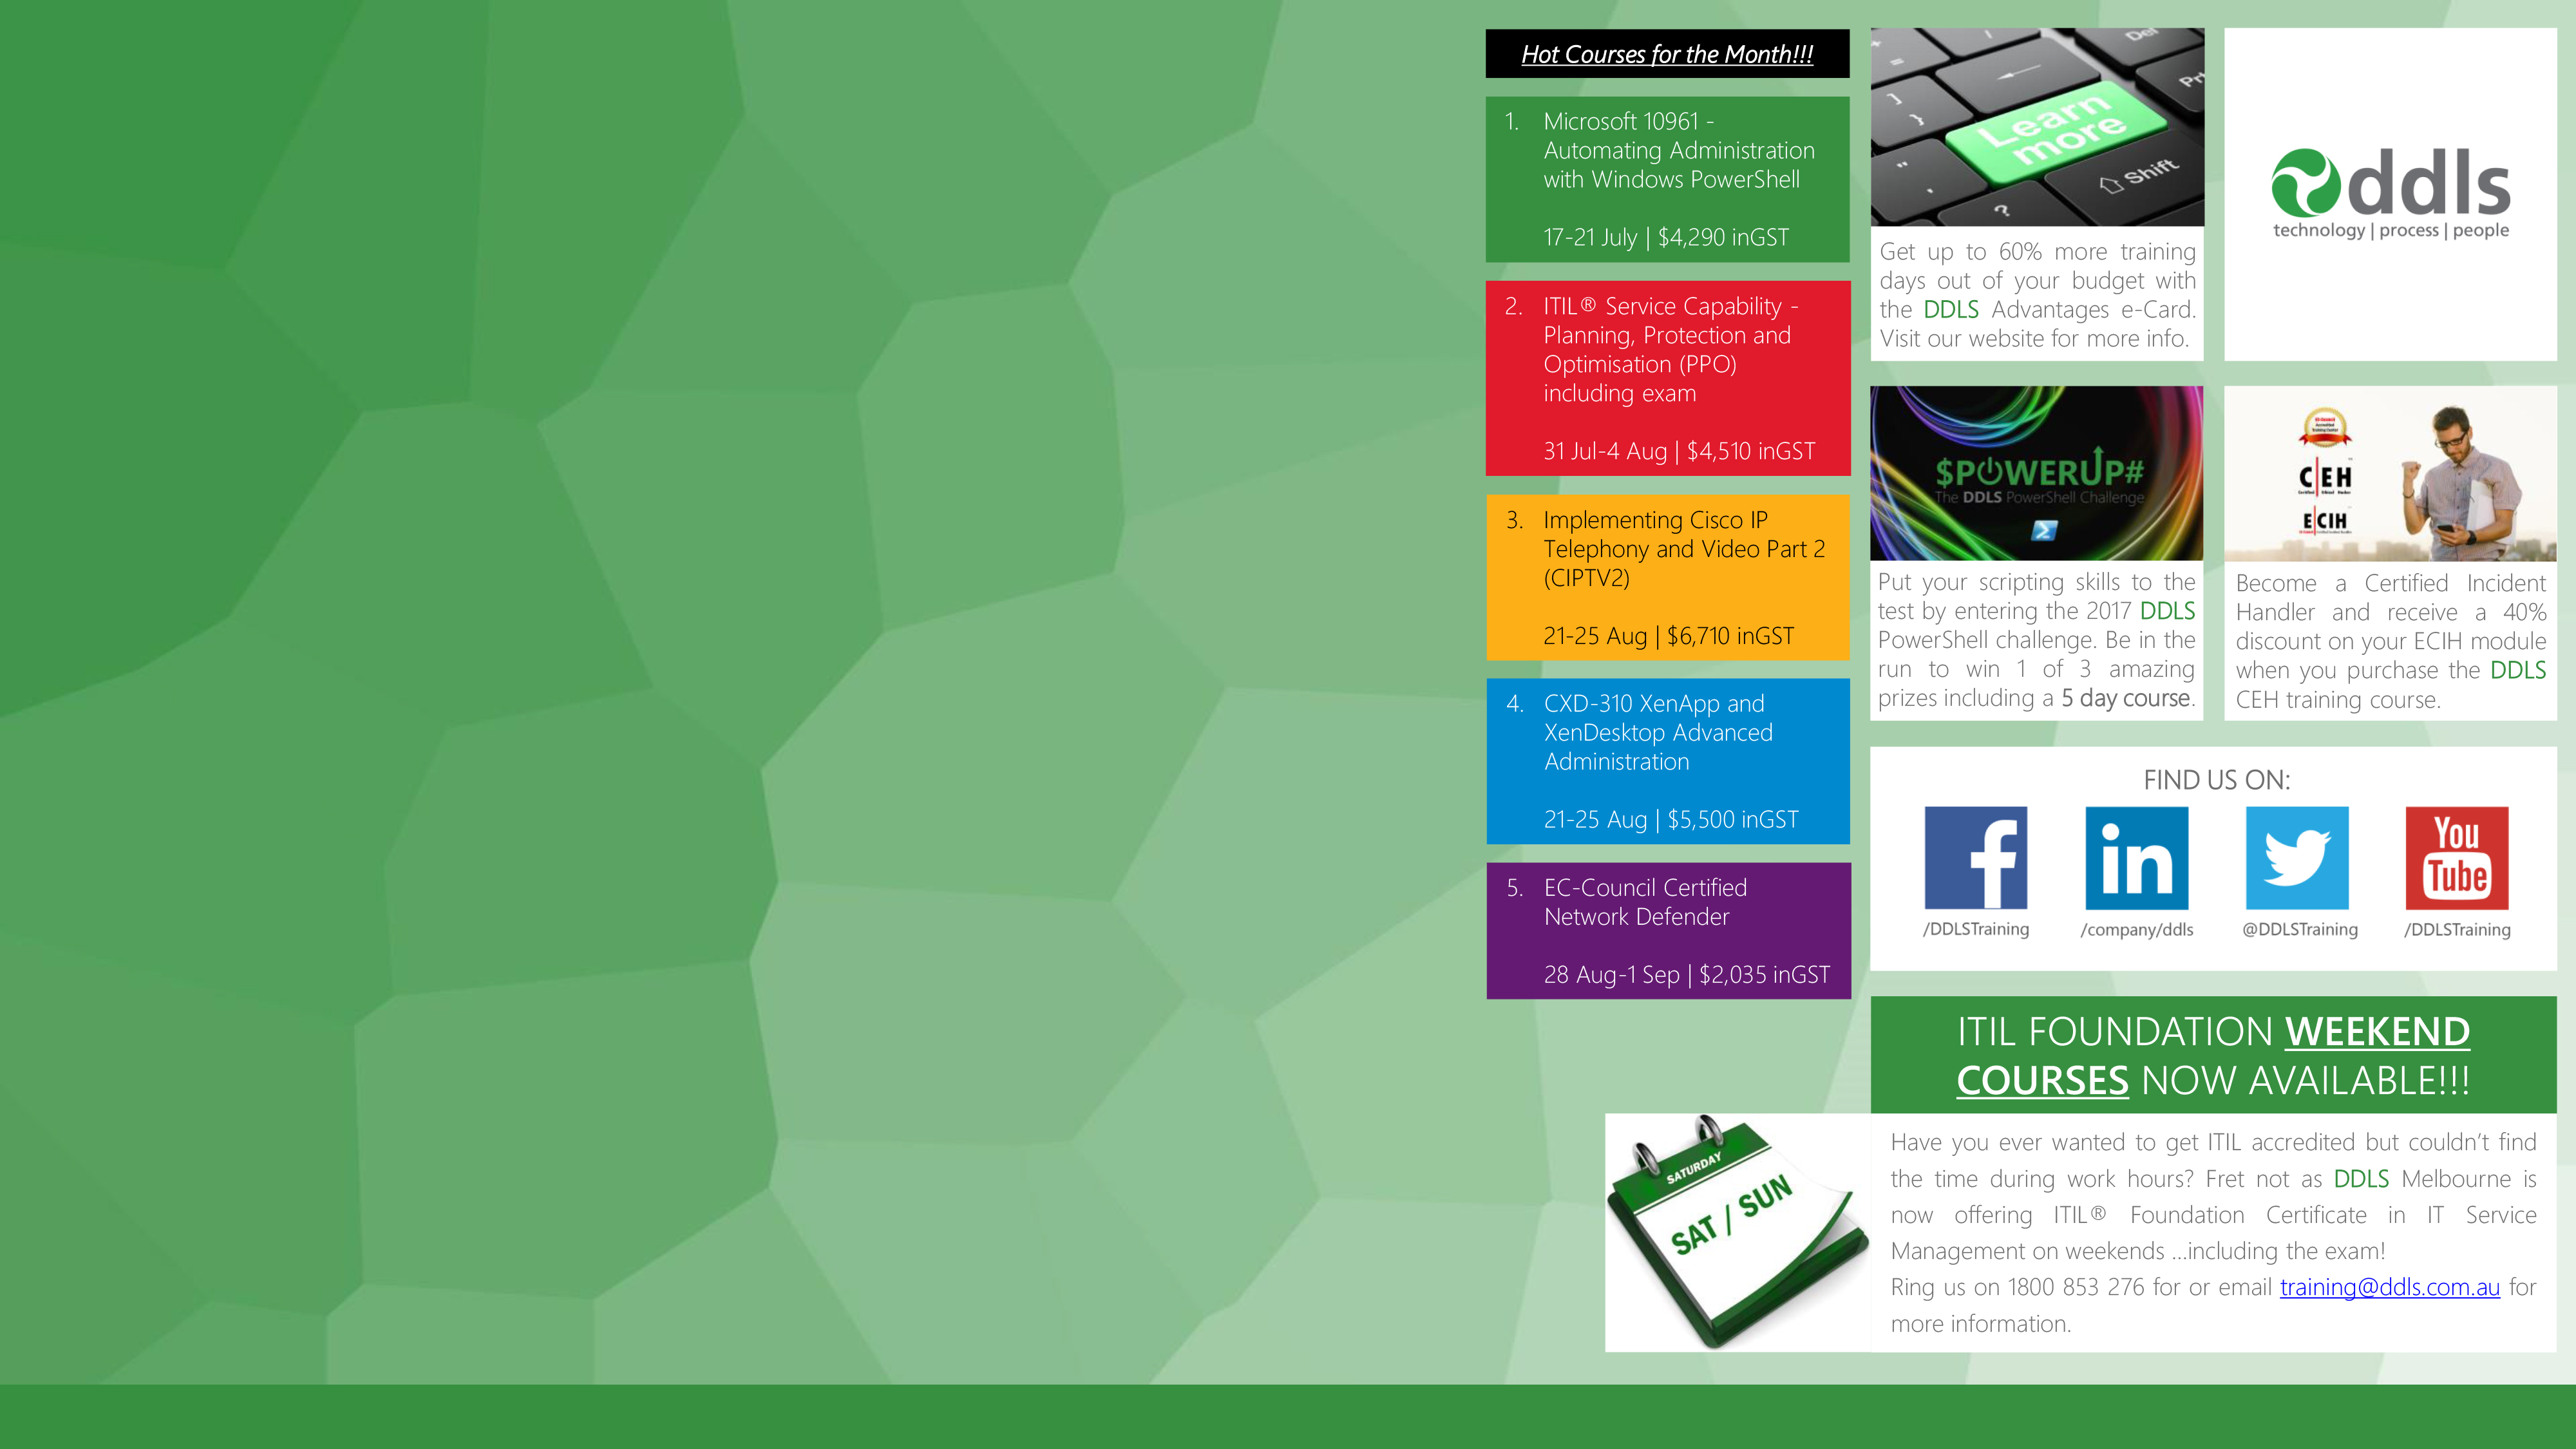 Hot Courses for the Month!!!
1. Microsoft 10961 -
Automating Administration
with Windows PowerShell
17-21 July | $4,290 inGST
2. ITIL® Service Capability -
Planning, Protection and
Optimisation (PPO)
including exam
31 Jul-4 Aug | $4,510 inGST
3. Implementing Cisco IP
Telephony and Video Part 2
(CIPTV2)
21-25 Aug | $6,710 inGST
4. CXD-310 XenApp and
XenDesktop Advanced
Administration
21-25 Aug | $5,500 inGST
5. EC-Council Certified
Network Defender
28 Aug-1 Sep | $2,035 inGST
Del
Learn
more
Shift
Get up to 60% more training
days out of your budget with
the DDLS Advantages e-Card.
Visit our website for more info.
ddls
technology | process | people
$POWERUP#
The DDLS PowerShell Challenge
Put your scripting skills to the
test by entering the 2017 DDLS
PowerShell challenge. Be in the
run to win 1 of 3 amazing
prizes including a 5 day course.
C|EH
Certified Ethical Hacker
E|CIH
Become a Certified Incident
Handler and receive a 40%
discount on your ECIH module
when you purchase the DDLS
CEH training course.
FIND US ON:
f
in
You
Tube
/DDLSTraining
/company/ddls
@DDLSTraining
/DDLSTraining
ITIL FOUNDATION WEEKEND
COURSES NOW AVAILABLE!!!
SATURDAY
SAT / SUN
Have you ever wanted to get ITIL accredited but couldn't find
the time during work hours? Fret not as DDLS Melbourne is
now offering ITIL® Foundation Certificate in IT Service
Management on weekends ...including the exam!
Ring us on 1800 853 276 for or email training@ddls.com.au for
more information.